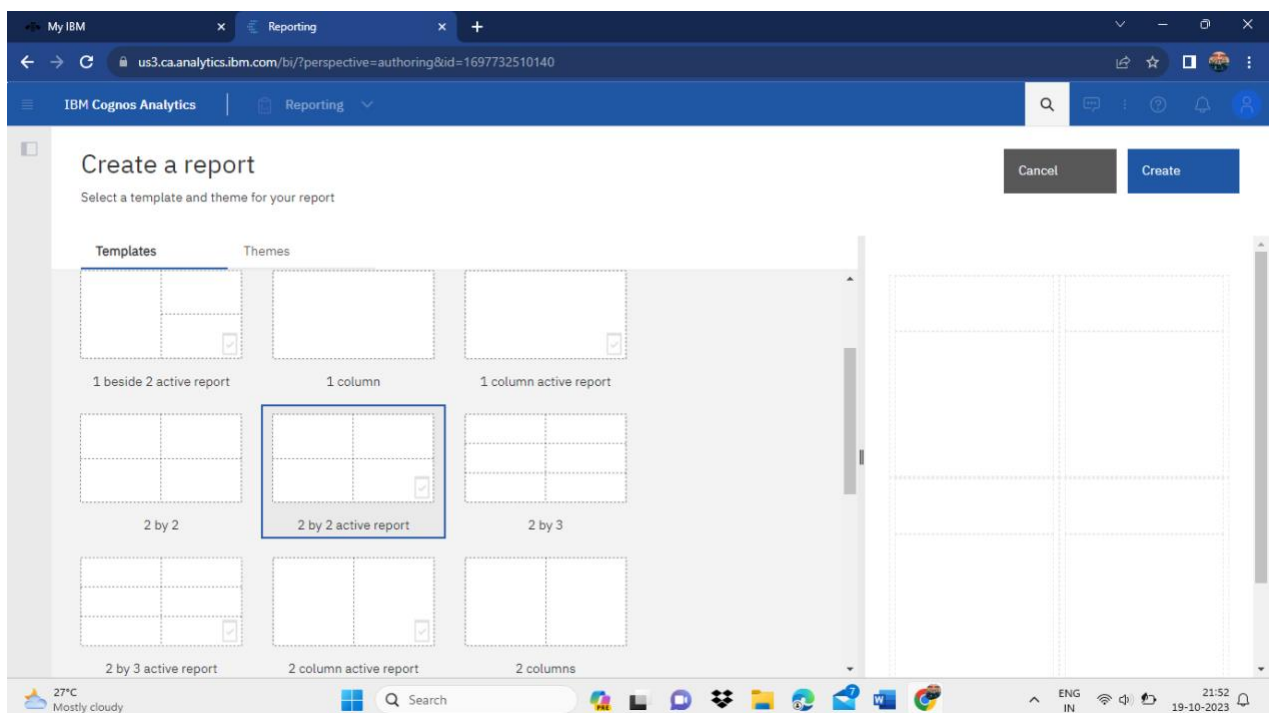 My IBM
Reporting
us3.ca.analytics.ibm.com/bi/?perspective=authoring&id=1697732510140
IBM Cognos Analytics
Reporting
Create a report
Select a template and theme for your report
Cancel
Create
Templates
Themes
1 beside 2 active report
1 column
1 column active report
2 by 2
2 by 2 active report
2 by 3
2 by 3 active report
2 column active report
2 columns
27°C
Mostly cloudy
Search
PRE
7
ENG
IN
21:52
19-10-2023